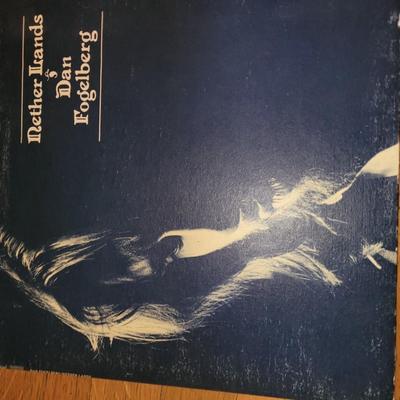 Nether Lands
Dan
Fogelberg